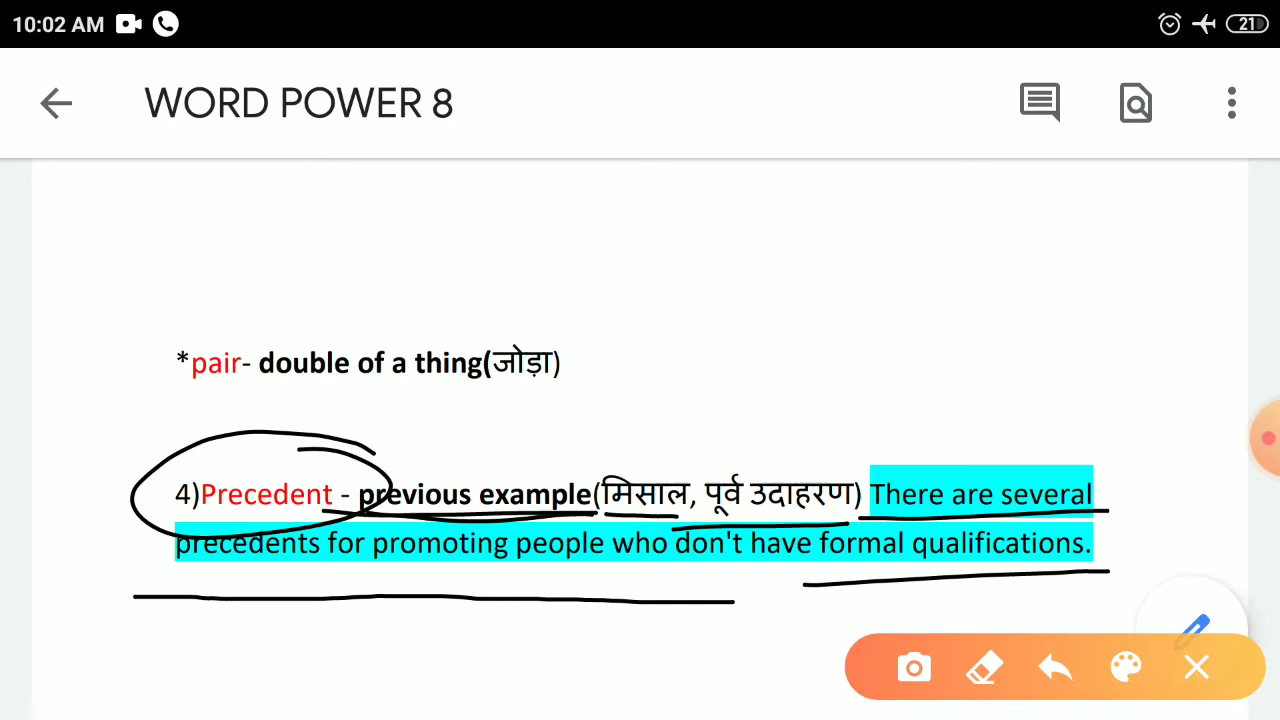 10:02 AM 21
WORD POWER 8
*pair- double of a thing(जोड़ा)
4)Precedent - previous example(मिसाल, पूर्व उदाहरण) There are several
precedents for promoting people who don't have formal qualifications.